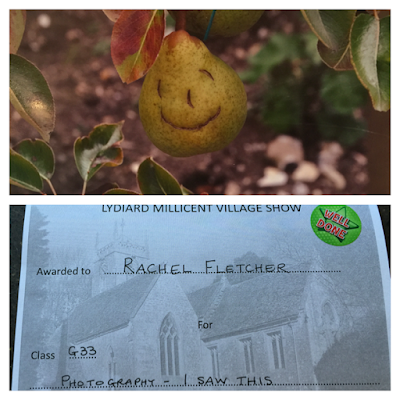 LYDIARD MILLICENT VILLAGE SHOW
WELL
DONE
Awarded to RACHEL FLETCHER
For
Class G33
PHOTOGRAPHY - I SAW THIS